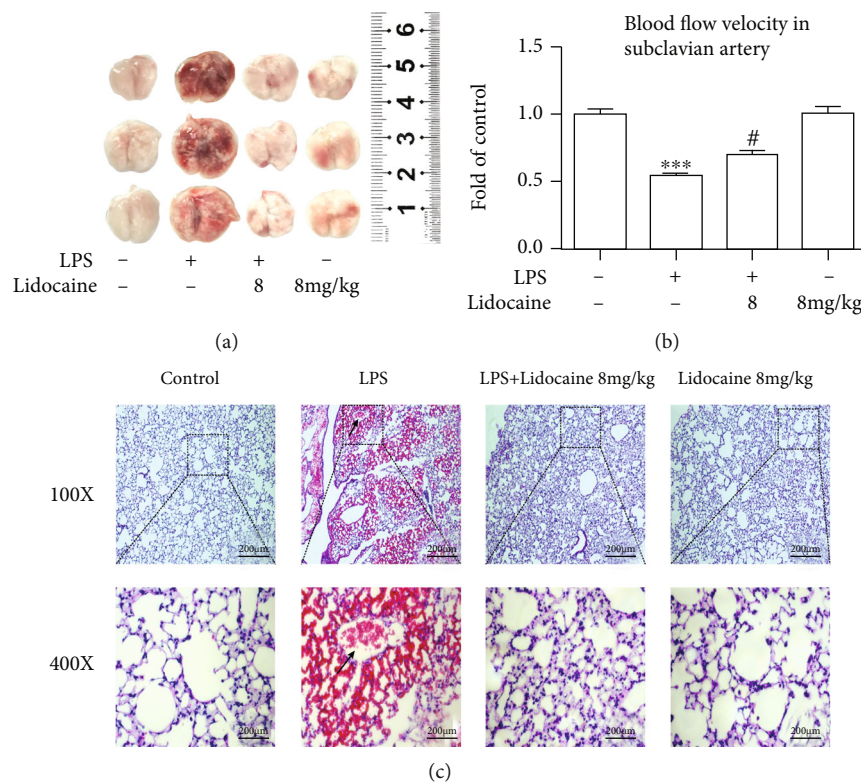 6
5
4
3
2
1
LPS – + + –
Lidocaine – – 8 8mg/kg
(a)
Blood flow velocity in
subclavian artery
Fold of control
1.5
1.0
0.5
0.0
***
#
LPS – + + –
Lidocaine – – 8 8mg/kg
(b)
Control LPS LPS+Lidocaine 8mg/kg Lidocaine 8mg/kg
100X
200μm 200μm 200μm 200μm
400X
200μm 200μm 200μm 200μm
(c)